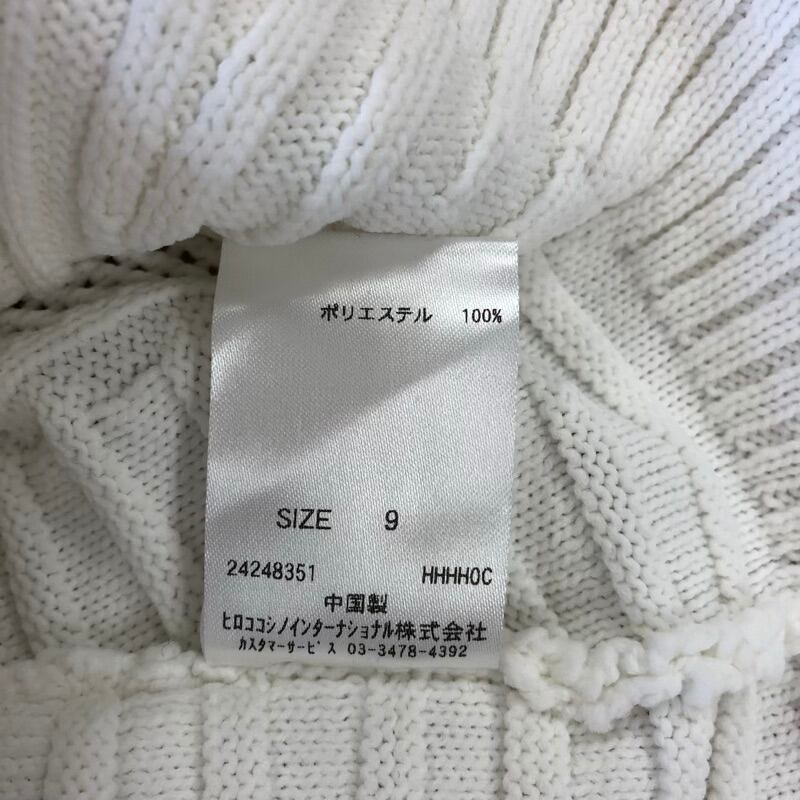 ポリエステル 100%
SIZE 9
24248351 HHHH0C
中国製
ヒロココシノインターナショナル株式会社
カスタマーサービス 03-3478-4392